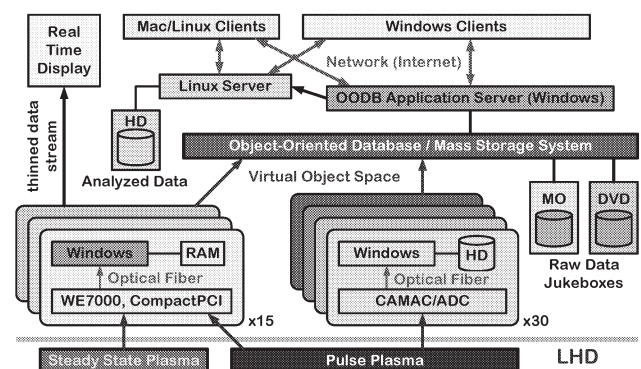 Real
Time
Display
Mac/Linux Clients
Windows Clients
Network (Internet)
Linux Server
OODB Application Server (Windows)
HD
Analyzed Data
thinned data
stream
Object-Oriented Database / Mass Storage System
Virtual Object Space
MO
DVD
Raw Data
Jukeboxes
Windows
RAM
Optical Fiber
WE7000, CompactPCI
x15
Windows
HD
Optical Fiber
CAMAC/ADC
x30
Steady State Plasma
Pulse Plasma
LHD